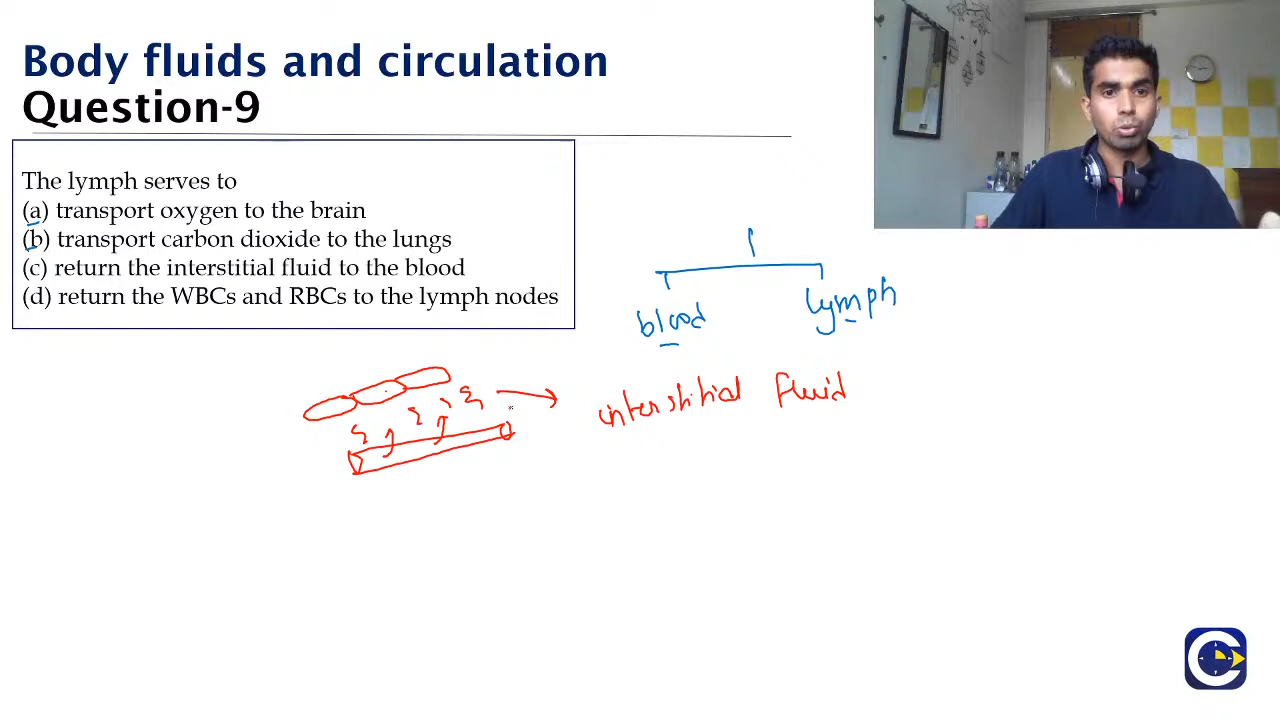 Body fluids and circulation
Question-9
The lymph serves to
(a) transport oxygen to the brain
(b) transport carbon dioxide to the lungs
(c) return the interstitial fluid to the blood
(d) return the WBCs and RBCs to the lymph nodes
blood lymph
interstitial fluid